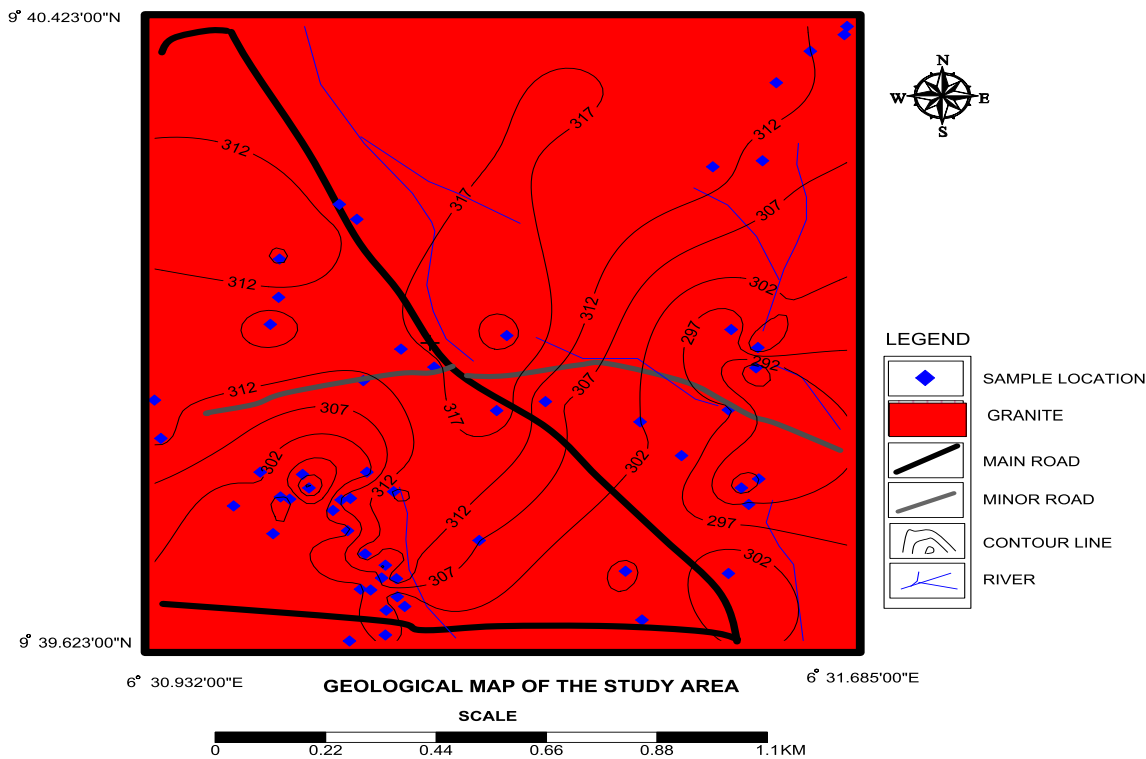 9° 40.423'00"N
N
W E
S
317
312
312
317
307
312
302
312
297
292
312
307
317
302
302
312
312
297
307
302
307
LEGEND
SAMPLE LOCATION
GRANITE
MAIN ROAD
MINOR ROAD
CONTOUR LINE
RIVER
9° 39.623'00"N
6° 30.932'00"E
6° 31.685'00"E
GEOLOGICAL MAP OF THE STUDY AREA
SCALE
0 0.22 0.44 0.66 0.88 1.1KM